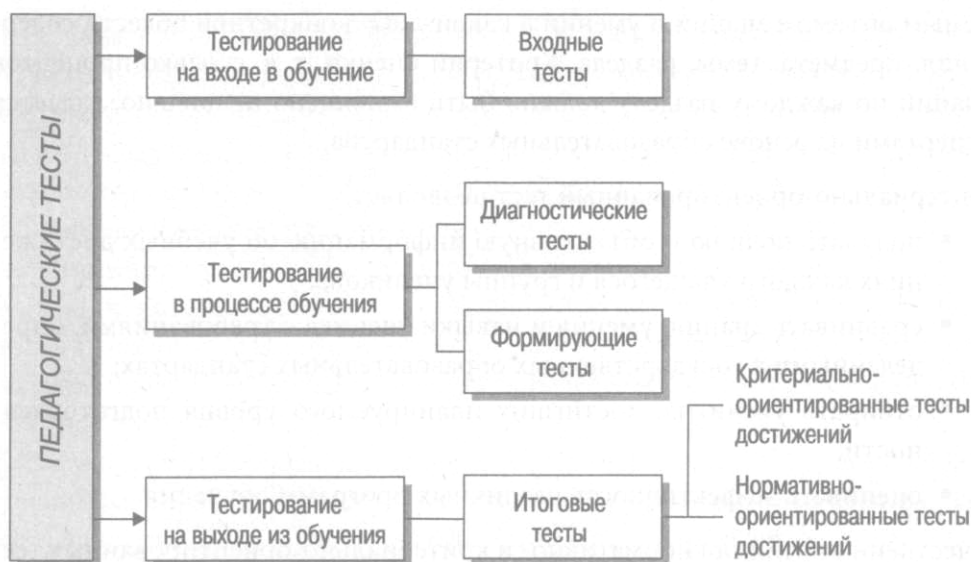 ПЕДАГОГИЧЕСКИЕ ТЕСТЫ
Тестирование
на входе в обучение
Входные
тесты
Тестирование
в процессе обучения
Диагностические
тесты
Формирующие
тесты
Тестирование
на выходе из обучения
Итоговые
тесты
Критериально-
ориентированные тесты
достижений
Нормативно-
ориентированные тесты
достижений